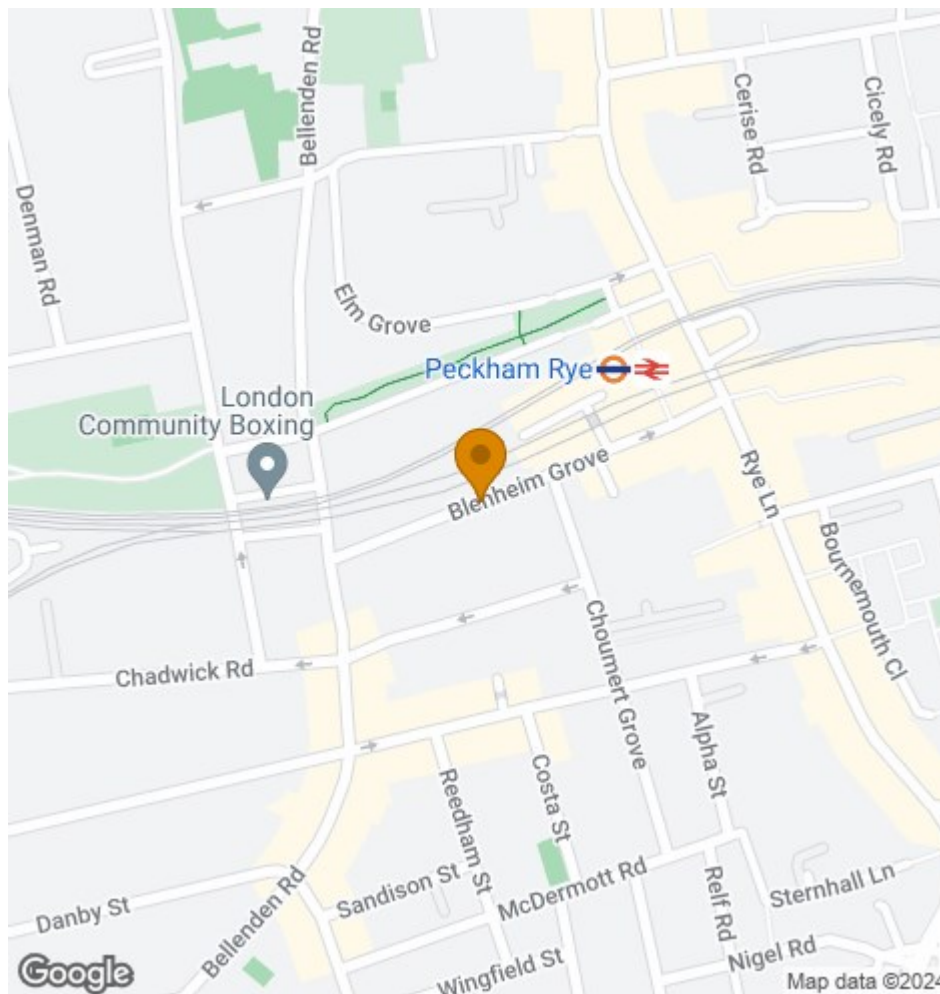 Bellenden Rd
Cerise Rd
Cicely Rd
Denman Rd
Elm Grove
Peckham Rye
London
Community Boxing
Blenheim Grove
Rye Ln
Bournemouth Cl
Choumert Grove
Chadwick Rd
Alpha St
Costa St
Reedham St
Sandison St
McDermott Rd
Relf Rd
Sternhall Ln
Danby St
Bellenden Rd
Wingfield St
Nigel Rd
Google
Map data ©2024